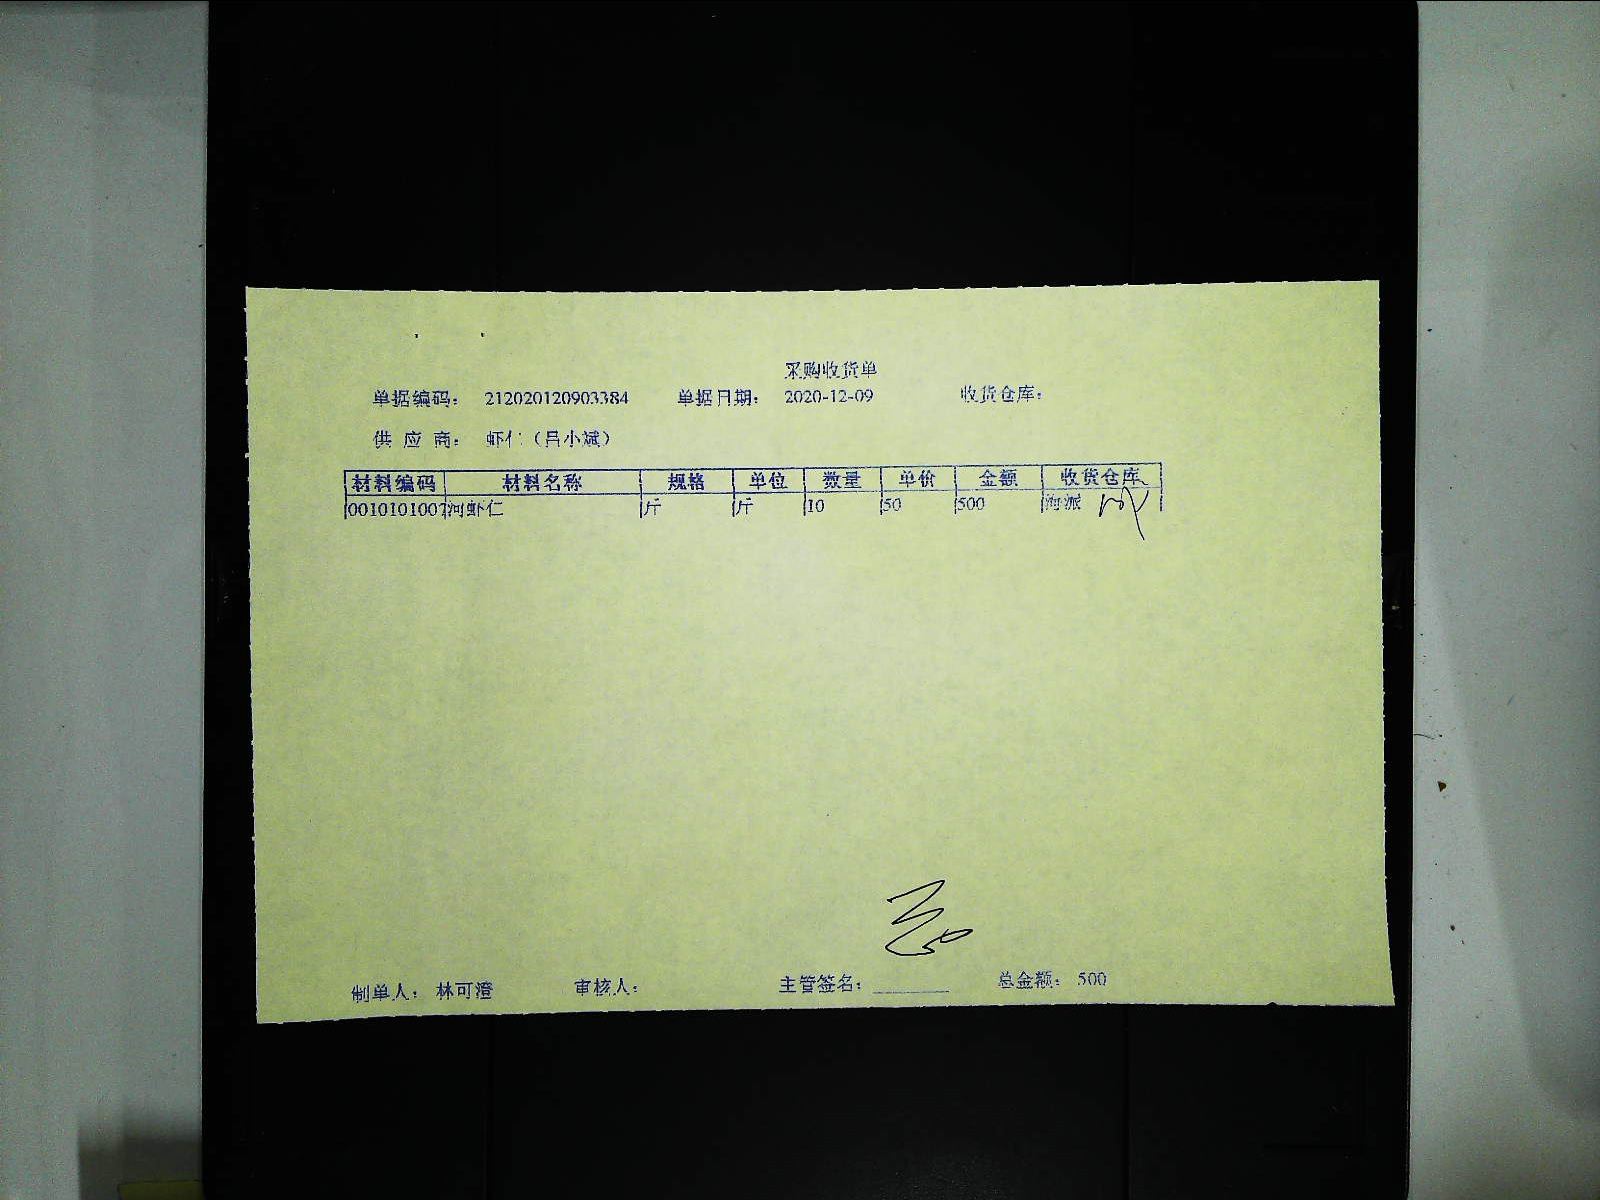 采购收货单
单据编码： 212020120903384 单据日期： 2020-12-09 收货仓库：
供 应 商： 虾仁（吕小斌）
材料编码 材料名称 规格 单位 数量 单价 金额 收货仓库
0010101007 河虾仁 斤 斤 10 50 500 海派
制单人： 林可澄 审核人： 主管签名： 总金额： 500